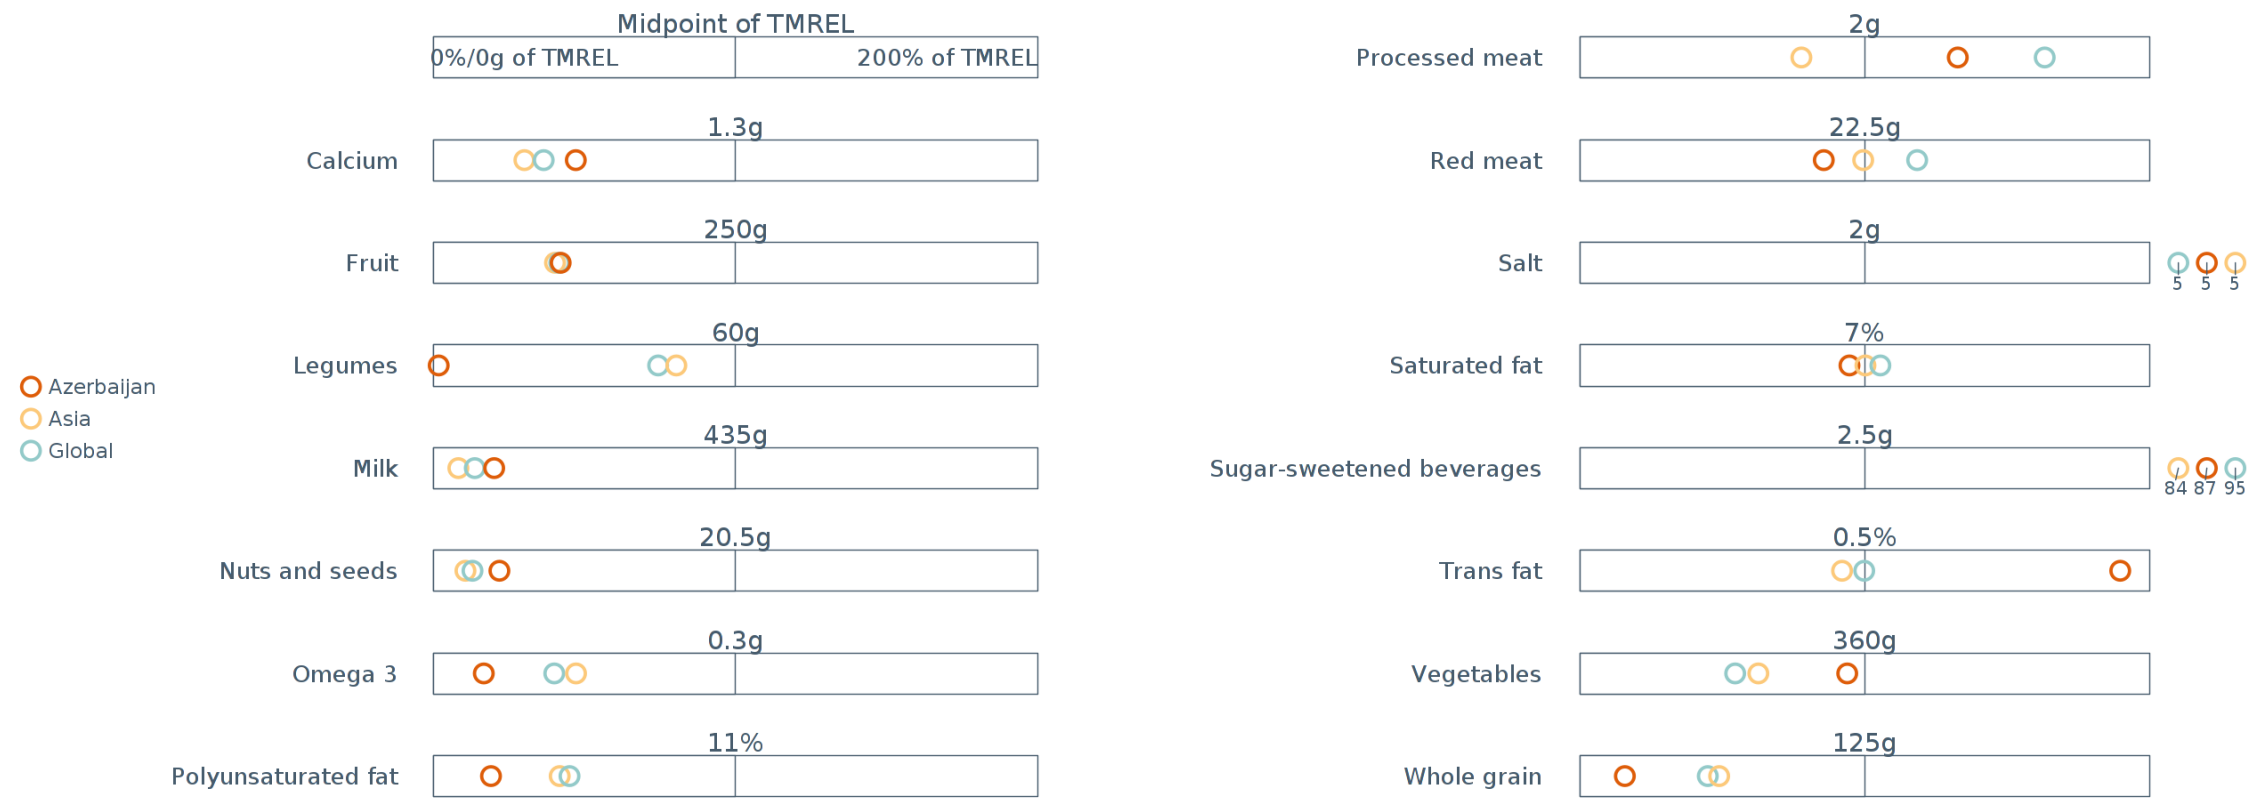 Midpoint of TMREL
0%/0g of TMREL
200% of TMREL
1.3g
Calcium
250g
Fruit
60g
Legumes
435g
Milk
20.5g
Nuts and seeds
0.3g
Omega 3
11%
Polyunsaturated fat
Azerbaijan
Asia
Global
2g
Processed meat
22.5g
Red meat
2g
Salt
5 5 5
7%
Saturated fat
2.5g
Sugar-sweetened beverages
84 87 95
0.5%
Trans fat
360g
Vegetables
125g
Whole grain